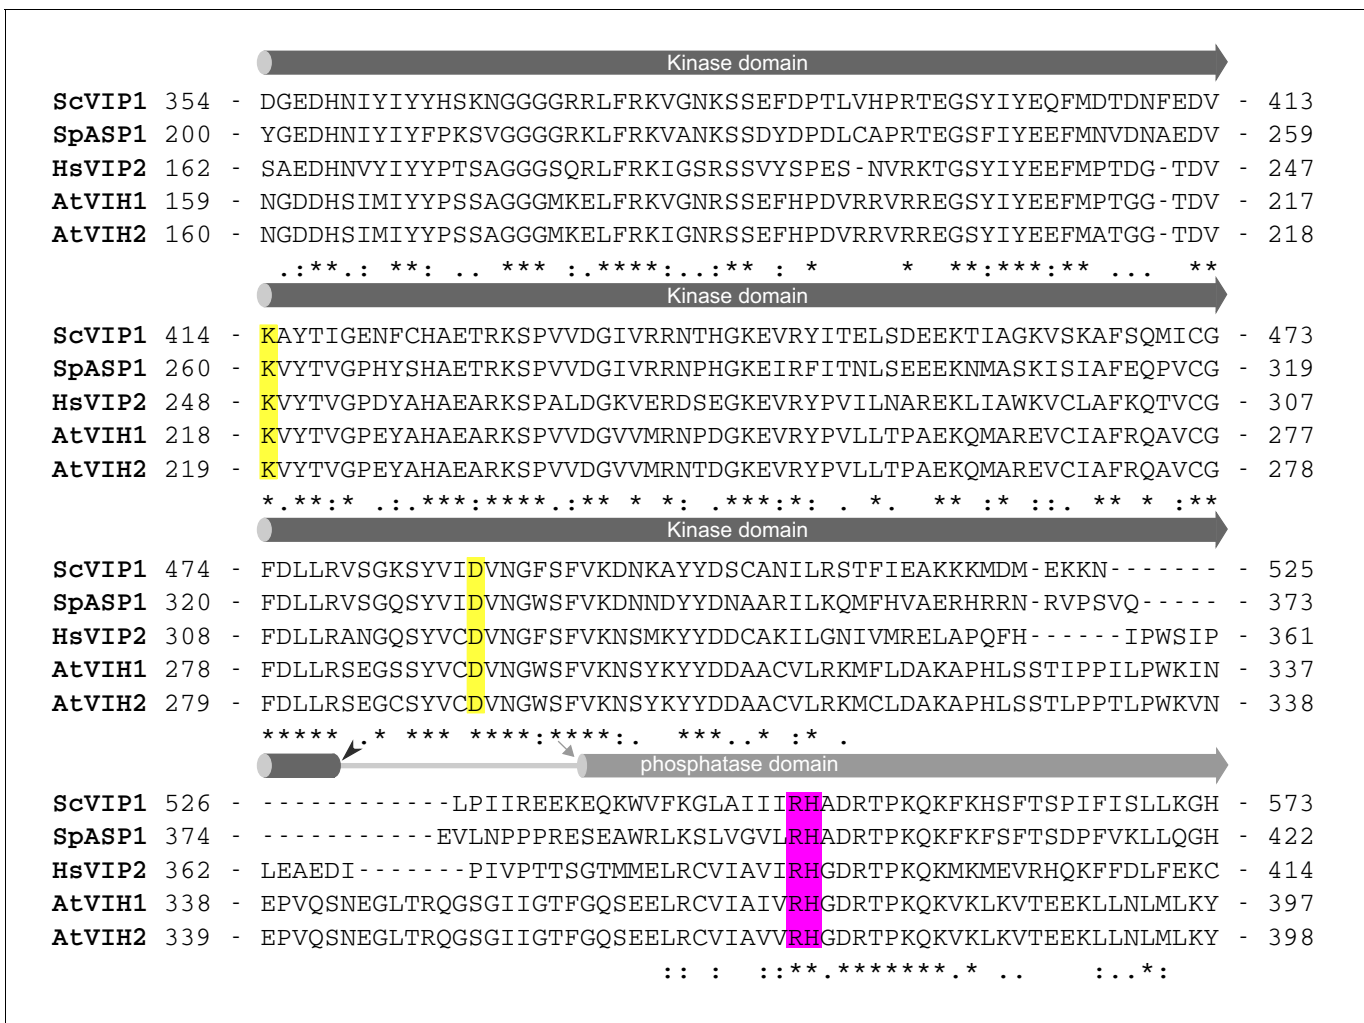 Kinase domain
ScVIP1 354 - DGEDHNIYIYYHSKNGGGGRRLFRKVGNKSSEFDPTLVHPRTEGSYIYEQFMDTDNFEDV - 413
SpASP1 200 - YGEDHNIYIYFPKSVGGGGRKLFRKVANKSSDYDPDLCAPRTEGSFIYEEFMNVDNAEDV - 259
HsVIP2 162 - SAEDHNVYIYYPTSAGGGSQRLFRKIGSRSSVYSPES-NVRKTGSYIYEEFMPTDG-TDV - 247
AtVIH1 159 - NGDDHSIMIYYPSSAGGGMKELFRKVGNRSSEFHPDVRRVRREGSYIYEEFMPTGG-TDV - 217
AtVIH2 160 - NGDDHSIMIYYPSSAGGGMKELFRKIGNRSSEFHPDVRRVRREGSYIYEEFMATGG-TDV - 218
.:**.: **: .. *** :.****:..:** : *     * **:***:** ... **
Kinase domain
ScVIP1 414 - KAYTIGENFCHAETRKSPVVDGIVRRNTHGKEVRYITELSDEEKTIAGKVSKAFSQMICG - 473
SpASP1 260 - KVYTVGPHYSHAETRKSPVVDGIVRRNPHGKEIRFITNLSEEEKNMASKISIAFEQPVCG - 319
HsVIP2 248 - KVYTVGPDYAHAEARKSPALDGKVERDSEGKEVRYPVILNAREKLIAWKVCLAFKQTVCG - 307
AtVIH1 218 - KVYTVGPEYAHAEARKSPVVDGVVMRNPDGKEVRYPVLLTPAEKQMAREVCIAFRQAVCG - 277
AtVIH2 219 - KVYTVGPEYAHAEARKSPVVDGVVMRNTDGKEVRYPVLLTPAEKQMAREVCIAFRQAVCG - 278
*.**:* .:.***:****.:** * *: .***:*: . *.  ** :* ::. ** * :**
Kinase domain
ScVIP1 474 - FDLLRVSGKSYVIDVNGFSFVKDNKAYYDSCANILRSTFIEAKKKMDM-EKKN------- - 525
SpASP1 320 - FDLLRVSGQSYVIDVNGWSFVKDNNDYYDNAARILKQMFHVAERHRRN-RVPSVQ----- - 373
HsVIP2 308 - FDLLRANGQSYVCDVNGFSFVKNSMKYYDDCAKILGNIVMRELAPQFH------IPWSIP - 361
AtVIH1 278 - FDLLRSEGSSYVCDVNGWSFVKNSYKYYDDAACVLRKMFLDAKAPHLSSTIPPILPWKIN - 337
AtVIH2 279 - FDLLRSEGCSYVCDVNGWSFVKNSYKYYDDAACVLRKMCLDAKAPHLSSTLPPTLPWKVN - 338
***** .* *** ****:****:.  ***..* :* .
phosphatase domain
ScVIP1 526 - ------------LPIIREEKEQKWVFKGLAIIIRHADRTPKQKFKHSFTSPIFISLLKGH - 573
SpASP1 374 - -----------EVLNPPPRESEAWRLKSLVGVLRHADRTPKQKFKFSFTSDPFVKLLQGH - 422
HsVIP2 362 - LEAEDI-------PIVPTTSGTMMELRCVIAVIRHGDRTPKQKMKMEVRHQKFFDLFEKC - 414
AtVIH1 338 - EPVQSNEGLTRQGSGIIGTFGQSEELRCVIAIVRHGDRTPKQKVKLKVTEEKLLNLMLKY - 397
AtVIH2 339 - EPVQSNEGLTRQGSGIIGTFGQSEELRCVIAVVRHGDRTPKQKVKLKVTEEKLLNLMLKY - 398
:: :  ::**.*******.* ..    :..*: